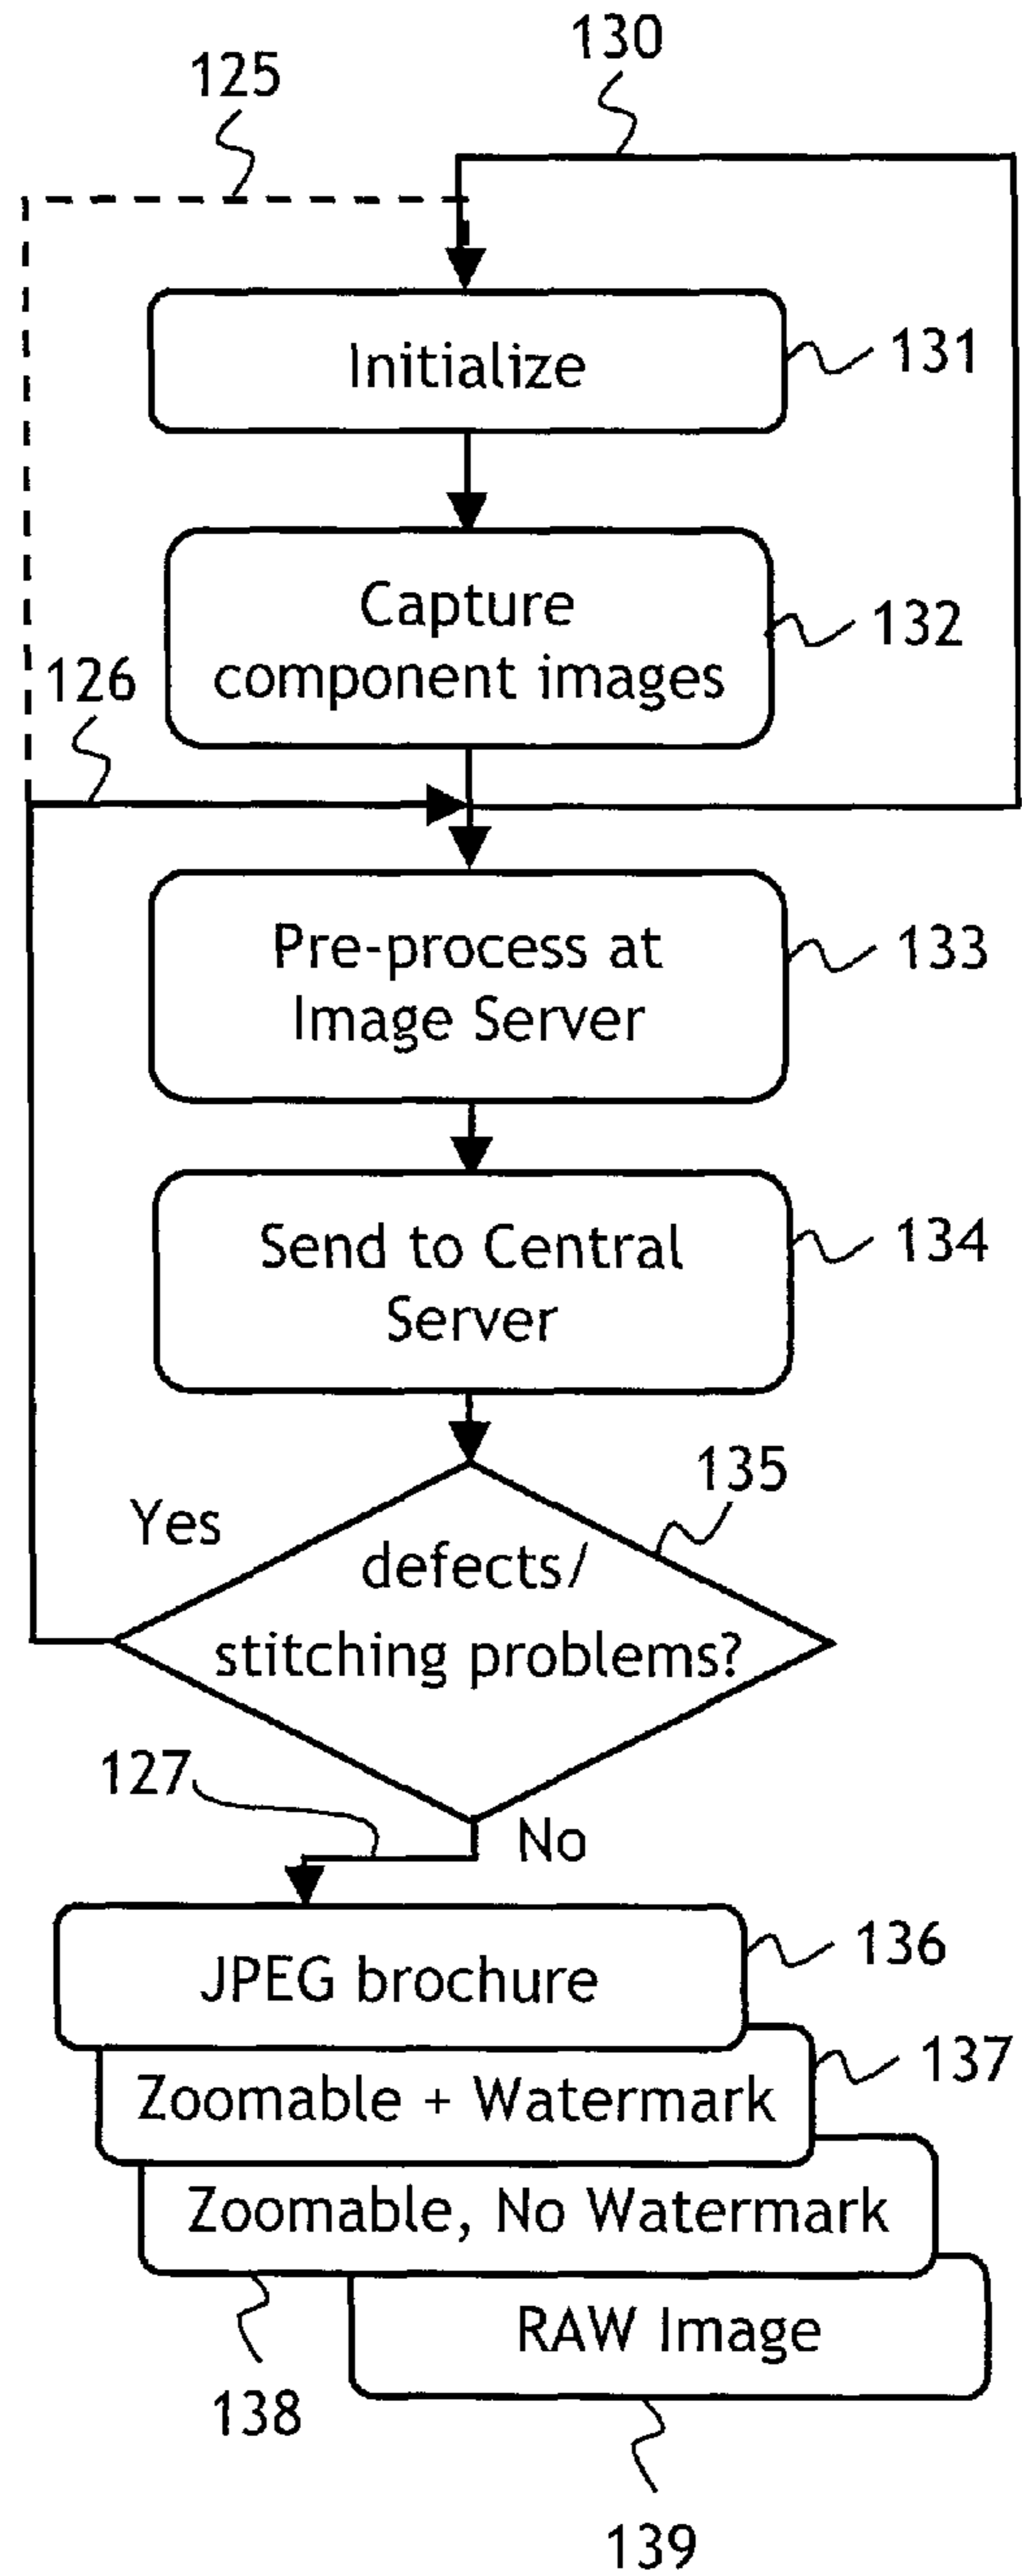 130
125
Initialize
131
Capture
component images
132
126
Pre-process at
Image Server
133
Send to Central
Server
134
135
Yes
defects/
stitching problems?
127
No
JPEG brochure
136
Zoomable + Watermark
137
Zoomable, No Watermark
RAW Image
138
139